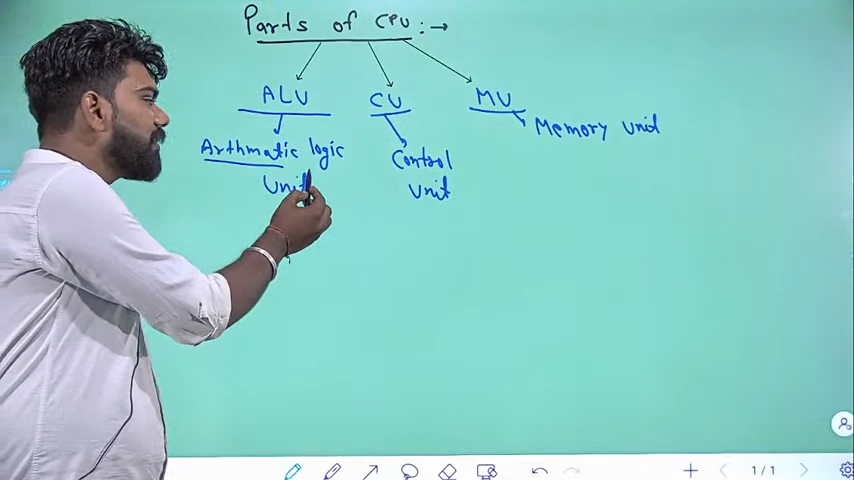 Parts of CPU :→
ALU
CU
MU
Arthmatic logic
Unit
Control
Unit
Memory Unit
1/1